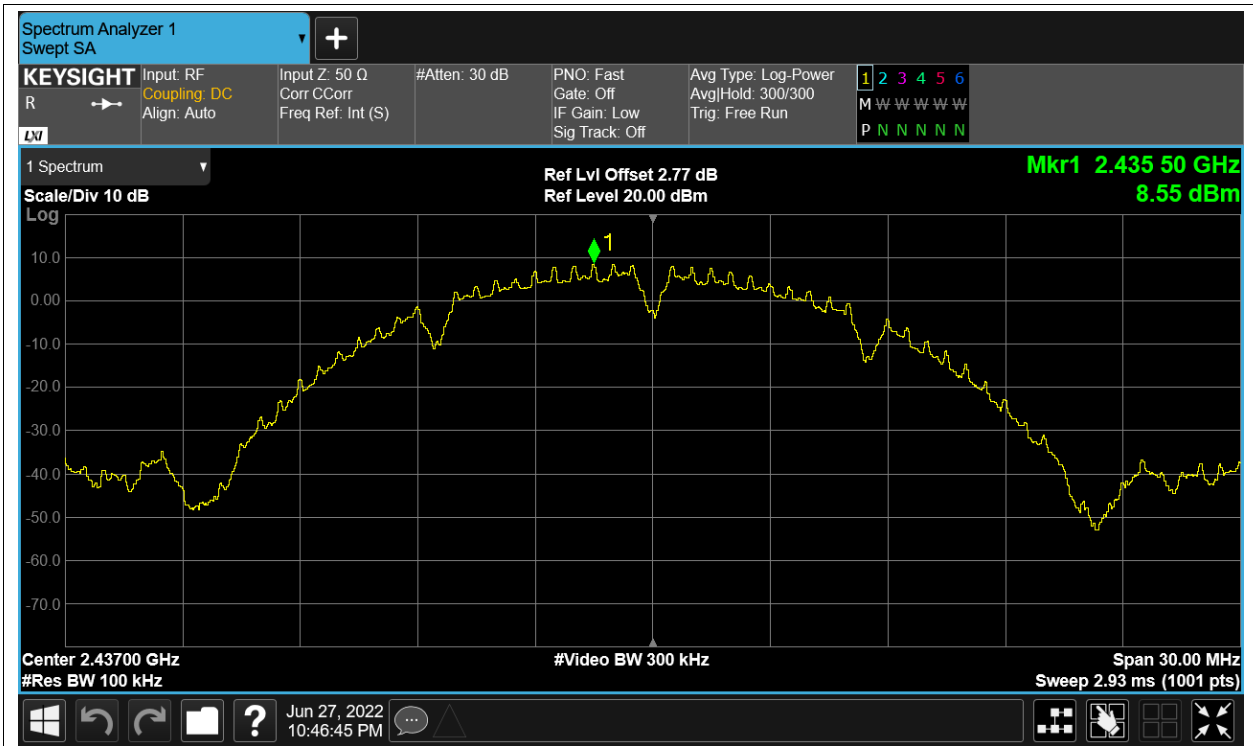 Spectrum Analyzer 1
Swept SA
KEYSIGHT
R
LXI
Input: RF
Coupling: DC
Align: Auto
Input Z: 50 Ω
Corr CCorr
Freq Ref: Int (S)
#Atten: 30 dB
PNO: Fast
Gate: Off
IF Gain: Low
Sig Track: Off
Avg Type: Log-Power
Avg|Hold: 300/300
Trig: Free Run
1 2 3 4 5 6
M W W W W W W
P N N N N N N
1 Spectrum
Scale/Div 10 dB
Log
Ref Lvl Offset 2.77 dB
Ref Level 20.00 dBm
Mkr1 2.435 50 GHz
8.55 dBm
1
10.0
0.00
-10.0
-20.0
-30.0
-40.0
-50.0
-60.0
-70.0
Center 2.43700 GHz
#Res BW 100 kHz
#Video BW 300 kHz
Span 30.00 MHz
Sweep 2.93 ms (1001 pts)
?
Jun 27, 2022
10:46:45 PM